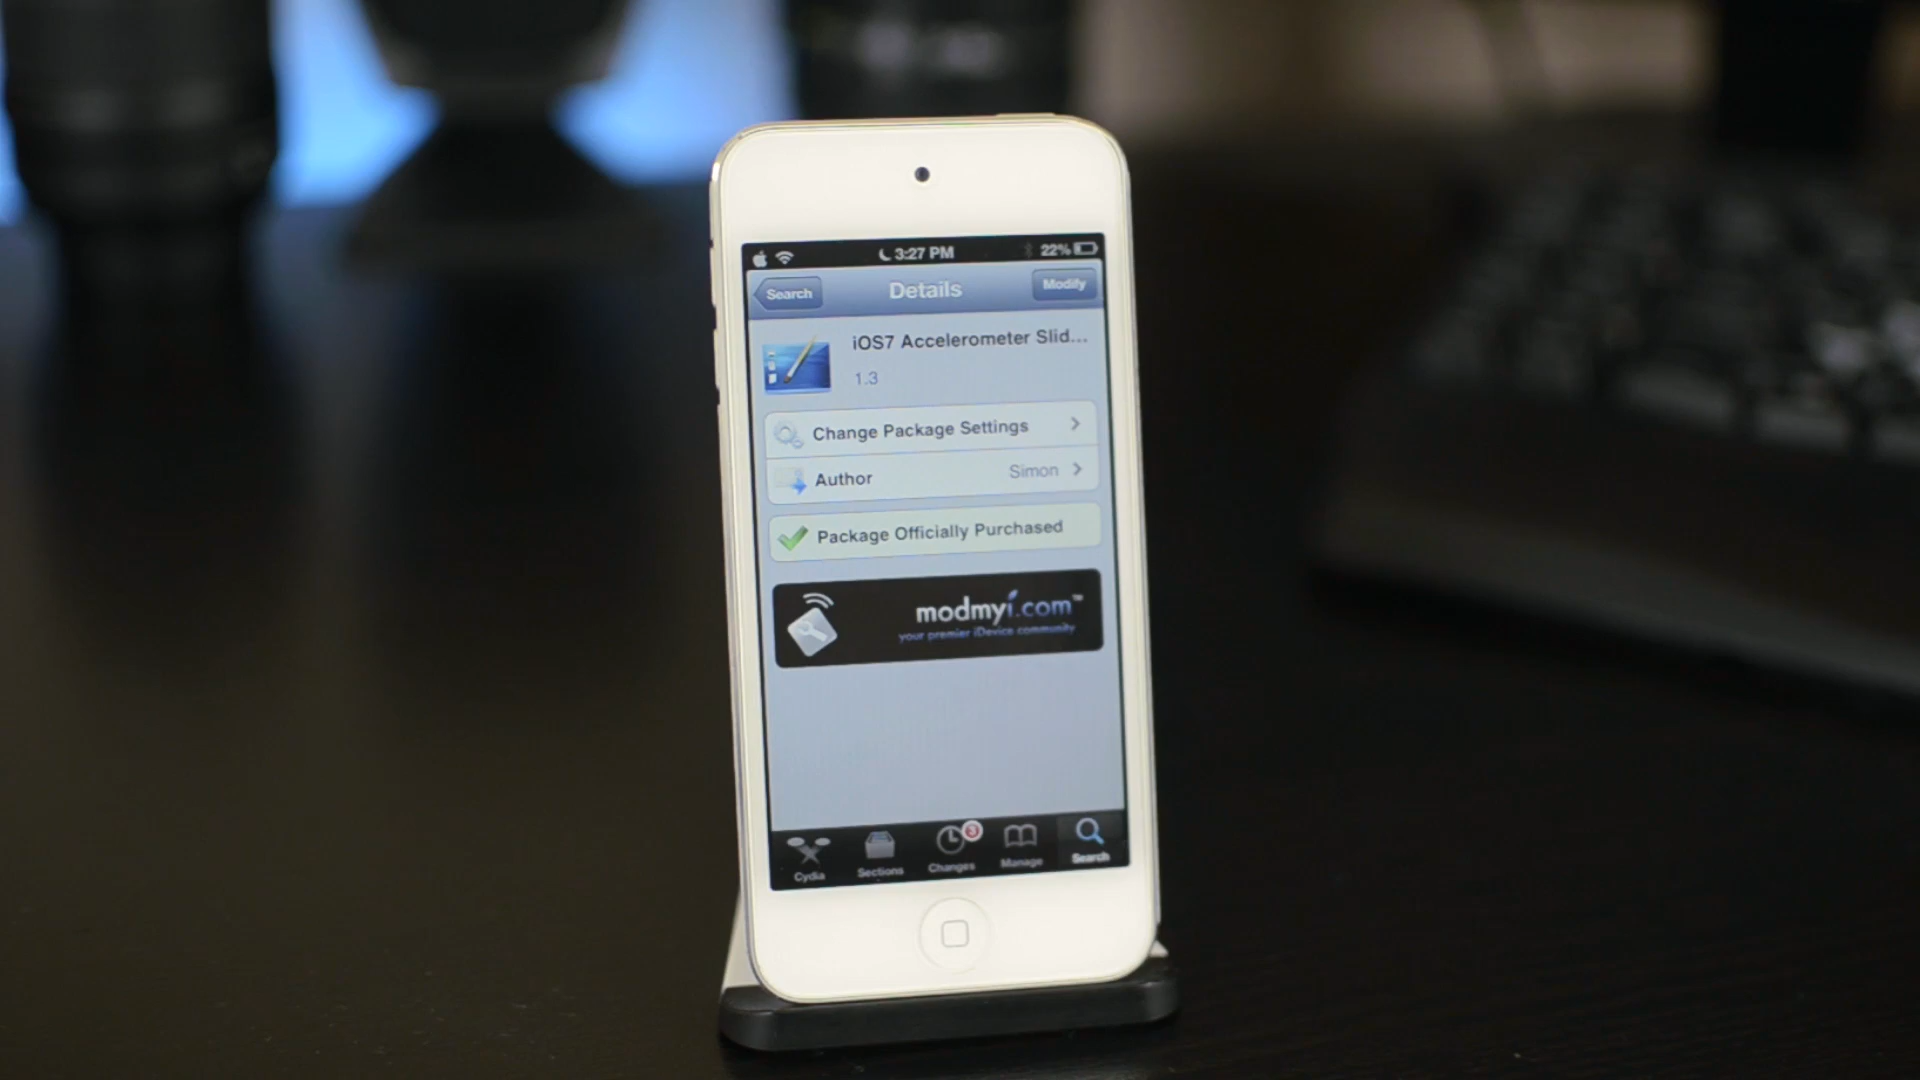 3:27 PM 22%
Search Details Modify
iOS7 Accelerometer Slid...
1.3
Change Package Settings
Author Simon
Package Officially Purchased
modmyi.com™
your premier iDevice community
3
Cydia Sections Changes Manage Search